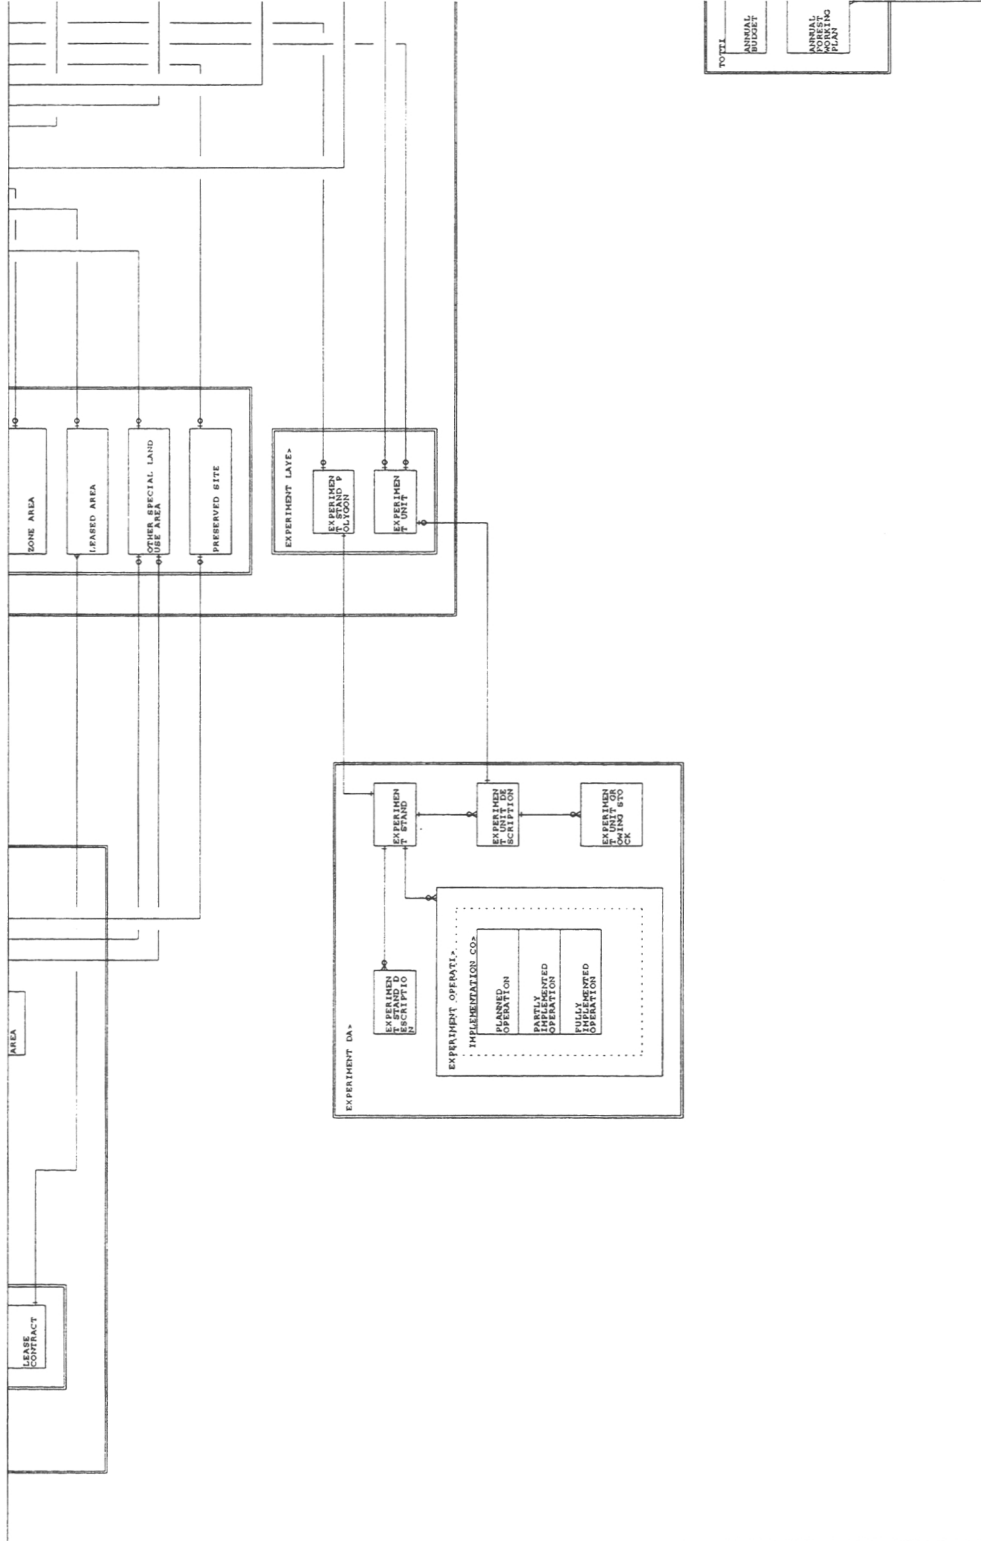 TOTTI
ANNUAL
BUDGET
ANNUAL
FOREST
WORKING
PLAN
ZONE AREA
LEASED AREA
OTHER SPECIAL LAND
USE AREA
PRESERVED SITE
EXPERIMENT LAYE>
EXPERIMEN
T STAND P
OLYGON
EXPERIMEN
T UNIT
EXPERIMENT DA>
EXPERIMEN
T STAND
EXPERIMEN
T UNIT DE
SCRIPTION
EXPERIMEN
T UNIT GR
OWING STO
CK
EXPERIMEN
T STAND D
ESCRIPTIO
N
EXPERIMENT OPERATI>
IMPLEMENTATION CO>
PLANNED
OPERATION
PARTLY
IMPLEMENTED
OPERATION
FULLY
IMPLEMENTED
OPERATION
AREA
LEASE
CONTRACT